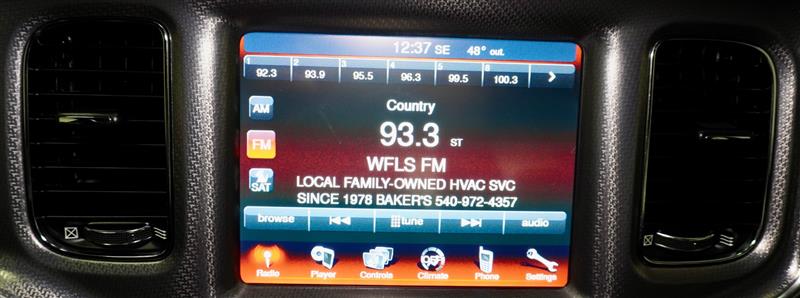 12:37 SE 48° out.
1 2 3 4 5 6
92.3 93.9 95.5 96.3 99.5 100.3
AM
FM
SAT
Country
93.3 ST
WFLS FM
LOCAL FAMILY-OWNED HVAC SVC
SINCE 1978 BAKER'S 540-972-4357
browse tune audio
OFF
Radio Player Controls Climate Phone Settings